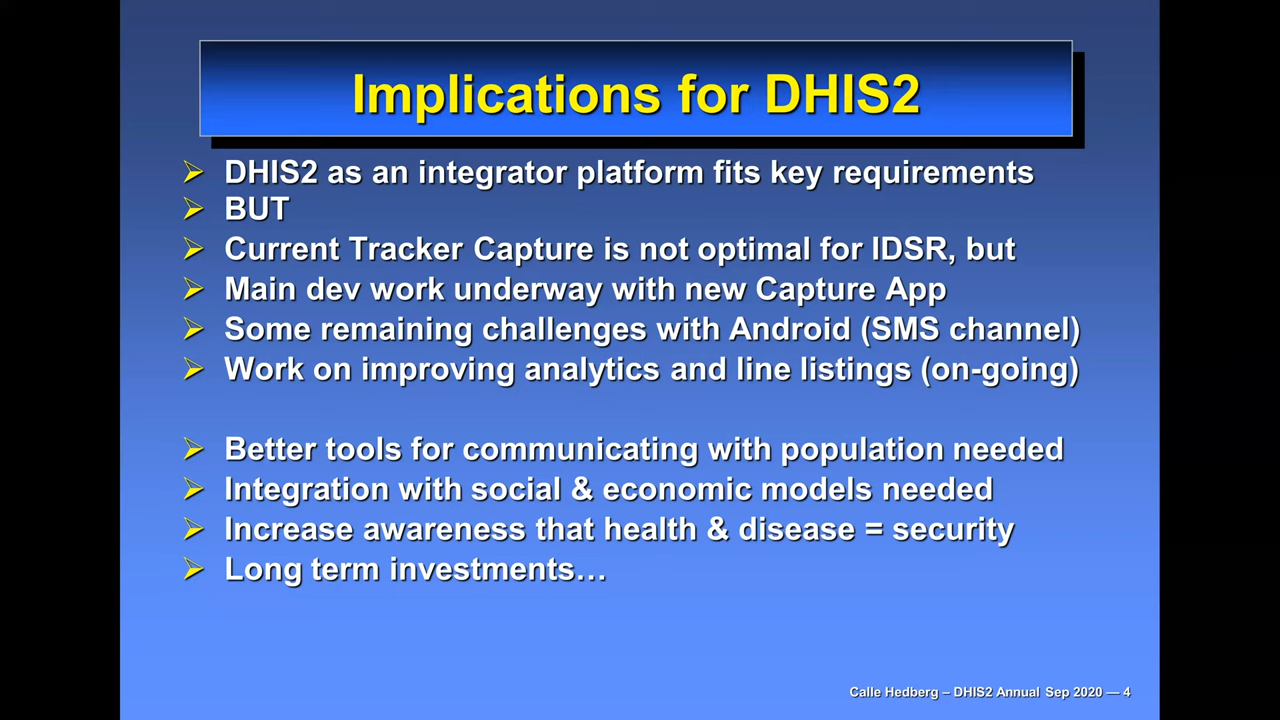 Implications for DHIS2
DHIS2 as an integrator platform fits key requirements
BUT
Current Tracker Capture is not optimal for IDSR, but
Main dev work underway with new Capture App
Some remaining challenges with Android (SMS channel)
Work on improving analytics and line listings (on-going)
Better tools for communicating with population needed
Integration with social & economic models needed
Increase awareness that health & disease = security
Long term investments…
Calle Hedberg – DHIS2 Annual Sep 2020 — 4